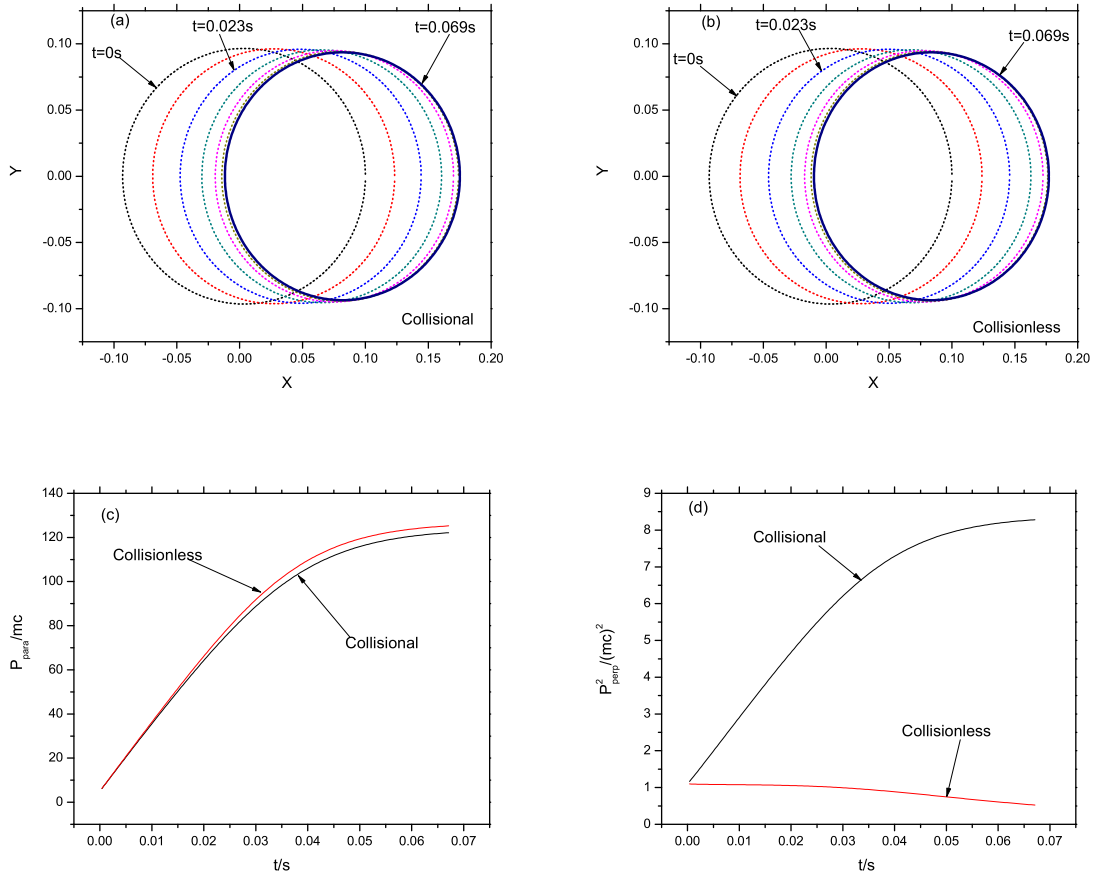 (a)
t=0.023s
t=0s
t=0.069s
0.10
0.05
0.00
-0.05
-0.10
Y
Collisional
-0.10
-0.05
0.00
0.05
0.10
0.15
0.20
X
(b)
t=0.023s
t=0s
0.069s
0.10
0.05
0.00
-0.05
-0.10
Y
Collisionless
-0.10
-0.05
0.00
0.05
0.10
0.15
0.20
X
(c)
140
120
100
80
60
40
20
0
P_para/mc
Collisionless
Collisional
0.00
0.01
0.02
0.03
0.04
0.05
0.06
0.07
t/s
(d)
9
8
7
6
5
4
3
2
1
0
P²_perp/(mc)²
Collisional
Collisionless
0.00
0.01
0.02
0.03
0.04
0.05
0.06
0.07
t/s